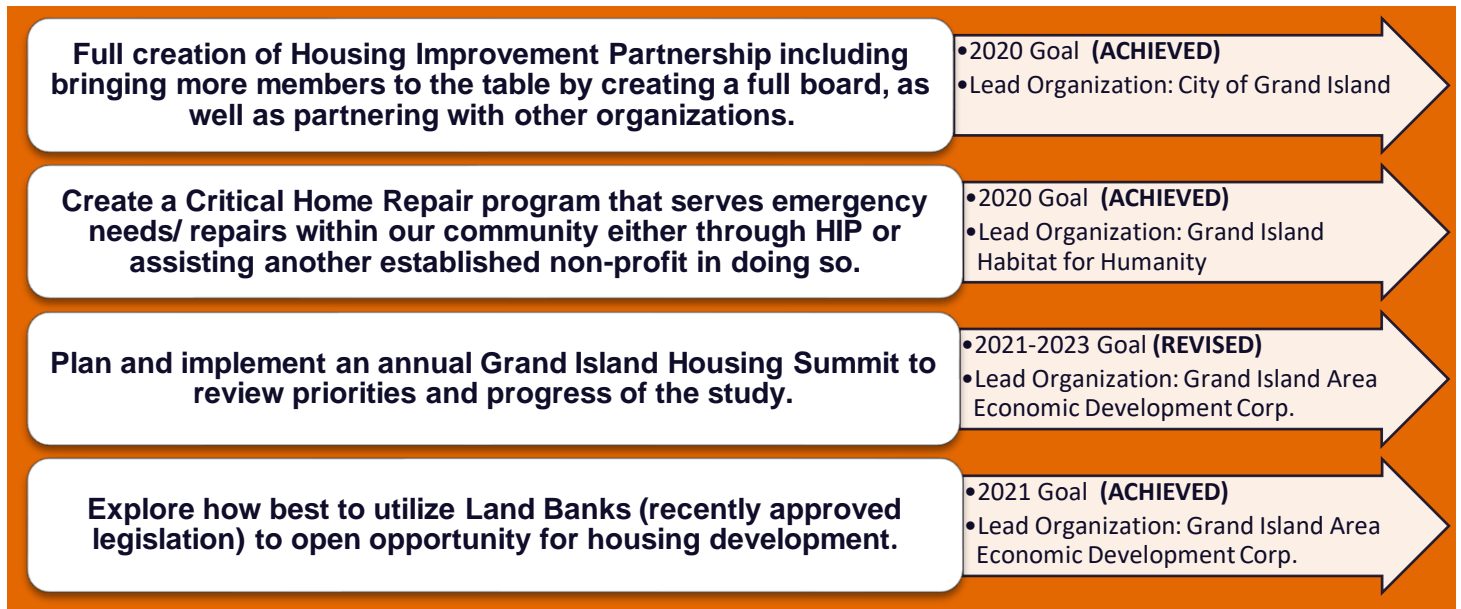 Full creation of Housing Improvement Partnership including
bringing more members to the table by creating a full board, as
well as partnering with other organizations.
•2020 Goal (ACHIEVED)
•Lead Organization: City of Grand Island
Create a Critical Home Repair program that serves emergency
needs/ repairs within our community either through HIP or
assisting another established non-profit in doing so.
•2020 Goal (ACHIEVED)
•Lead Organization: Grand Island
Habitat for Humanity
Plan and implement an annual Grand Island Housing Summit to
review priorities and progress of the study.
•2021-2023 Goal (REVISED)
•Lead Organization: Grand Island Area
Economic Development Corp.
Explore how best to utilize Land Banks (recently approved
legislation) to open opportunity for housing development.
•2021 Goal (ACHIEVED)
•Lead Organization: Grand Island Area
Economic Development Corp.